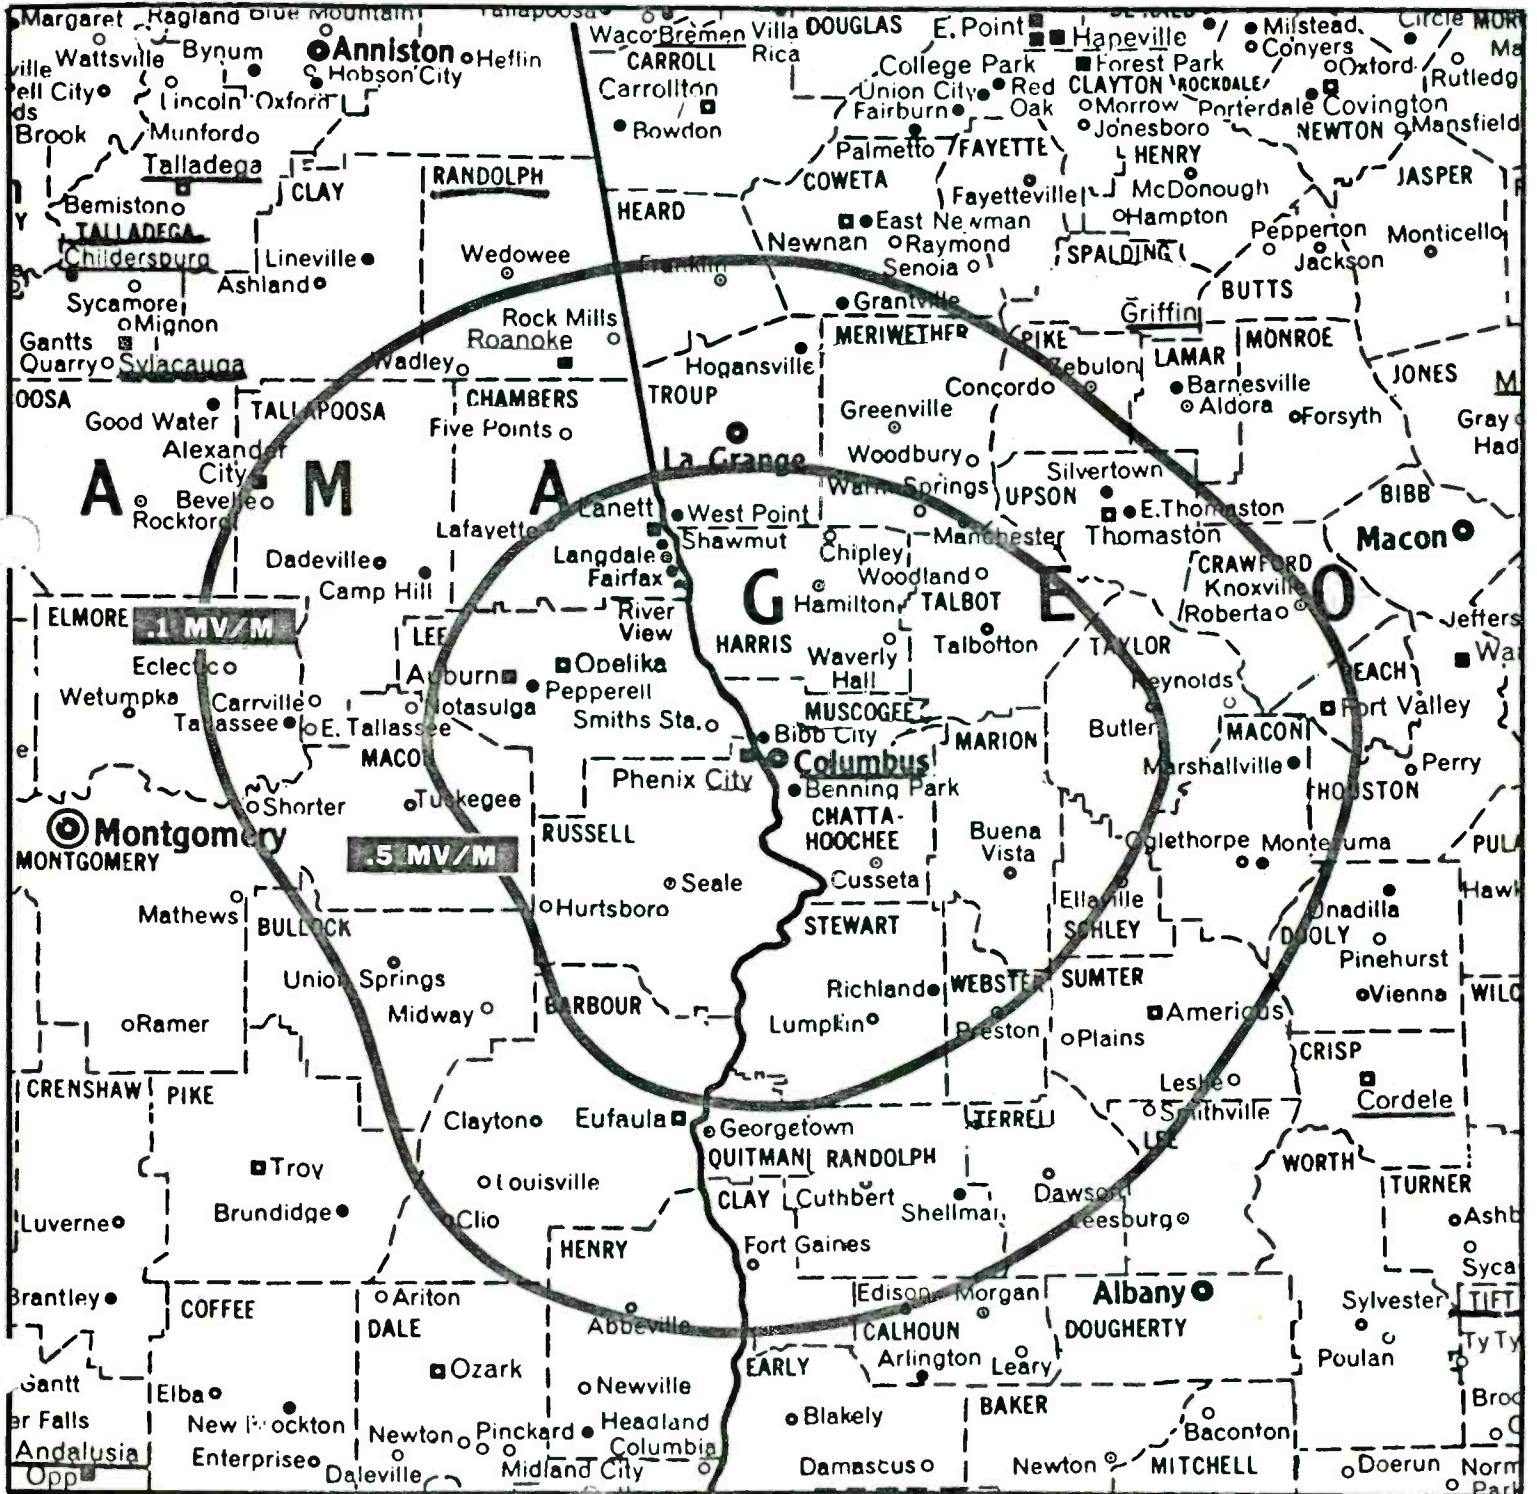 Margaret Ragland Blue Mountain Tallapoosa
Waco Bremen Villa Rica DOUGLAS E. Point Hapeville Milstead Circle
Wattsville Bynum Anniston Heflin CARROLL Conyers
Hobson City College Park Forest Park Oxford
Lincoln Oxford Carrollton Union City Red Oak CLAYTON ROCKDALE
Fairburn Morrow Porterdale Covington
Brook Munford Bowdon Jonesboro NEWTON Mansfield
Talladega Palmetto FAYETTE HENRY
CLAY RANDOLPH COWETA JASPER
Fayetteville McDonough
Bemiston HEARD East Newman Hampton
TALLADEGA Pepperton Monticello
Childersburg Lineville Wedowee Newnan Raymond SPALDING
Franklin Senoia Jackson
Ashland
Sycamore Grantville BUTTS
Mignon Rock Mills Griffin
Gantts Quarry Roanoke MERIWETHER PIKE MONROE
Sylacauga Wadley Hogansville Zebulon LAMAR
TROUP Concord JONES
OOSA TALLAPOOSA CHAMBERS Barnesville
Good Water Greenville Aldora Forsyth
Five Points Gray
Alexander City La Grange Woodbury
A M A
Silvertown
Bevelle Warm Springs UPSON BIBB
Rockford Lanett West Point E. Thomaston
Lafayette Shawmut Manchester Thomaston Macon
Langdale Chipley
Dadeville Fairfax Woodland CRAWFORD
Camp Hill G Hamilton E Knoxville O
ELMORE River View TALBOT Roberta
.1 MV/M LEE HARRIS Talbotton Jeffers
Opelika Waverly Hall TAYLOR
Eclectic Auburn PEACH
Wetumpka Carrville Notasulga Pepperell Reynolds
Tallassee E. Tallassee Smiths Sta. MUSCOGEE Butler Fort Valley
Bibb City MARION MACON
MACO Columbus
Phenix City Marshallville Perry
Shorter Tuskegee Benning Park HOUSTON
Montgomery RUSSELL CHATTA-
HOOCHEE Buena Vista Oglethorpe Montezuma
MONTGOMERY .5 MV/M
Seale Cusseta
Mathews Hurtsboro Ellaville Unadilla
BULLOCK STEWART SCHLEY DOOLY
Pinehurst
Union Springs WEBSTER SUMTER
Richland Vienna
Midway BARBOUR
Ramer Lumpkin Preston Americus
Plains CRISP
CRENSHAW PIKE Leslie
Clayton Eufaula TERRELL Smithville Cordele
Georgetown LEE
Troy QUITMAN RANDOLPH WORTH
Louisville CLAY Cuthbert Dawson TURNER
Luverne Brundidge Clio Shellman Leesburg
HENRY Fort Gaines
Brantley COFFEE Ariton Edison Morgan Albany Sylvester TIFT
DALE Abbeville CALHOUN DOUGHERTY
EARLY Arlington Leary Poulan Ty Ty
Gantt Ozark
Elba Newville BAKER
New Brockton Headland Blakely
Andalusia Newton Pinckard Columbia Baconton
Enterprise
Opp Daleville Midland City Damascus Newton MITCHELL Doerun